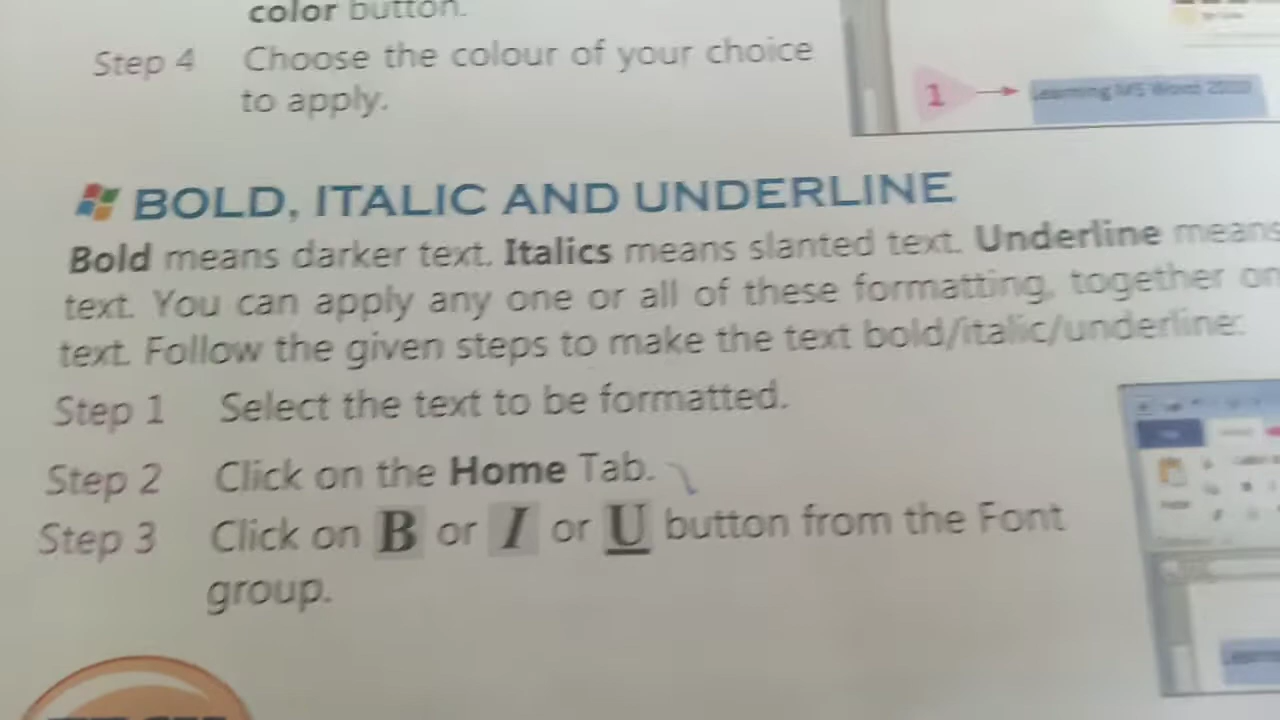 color button.
Step 4 Choose the colour of your choice
to apply.
1
Learning MS Word 2010
BOLD, ITALIC AND UNDERLINE
Bold means darker text. Italics means slanted text. Underline means
text. You can apply any one or all of these formatting, together on
text. Follow the given steps to make the text bold/italic/underline:
Step 1 Select the text to be formatted.
Step 2 Click on the Home Tab.
Step 3 Click on B or I or U button from the Font
group.